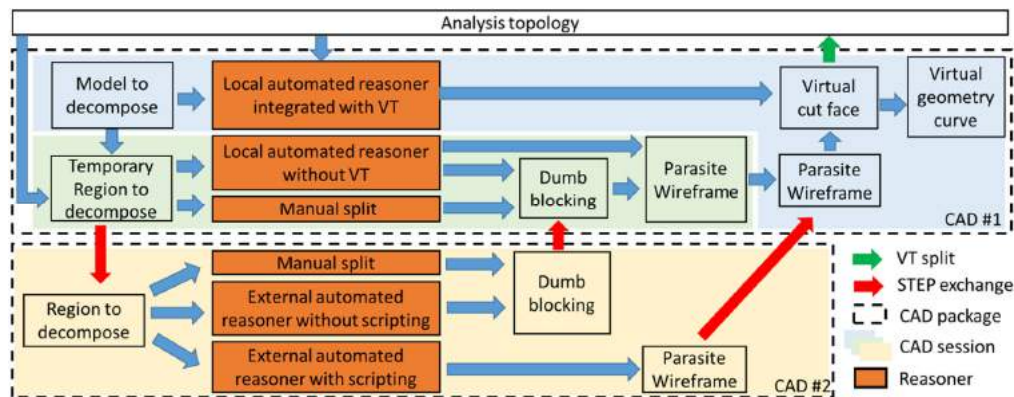 Analysis topology
Model to
decompose
Local automated reasoner
integrated with VT
Virtual
cut face
Virtual
geometry
curve
Temporary
Region to
decompose
Local automated reasoner
without VT
Manual split
Dumb
blocking
Parasite
Wireframe
Parasite
Wireframe
CAD #1
Region to
decompose
Manual split
External automated
reasoner without scripting
External automated
reasoner with scripting
Dumb
blocking
Parasite
Wireframe
CAD #2
VT split
STEP exchange
CAD package
CAD session
Reasoner